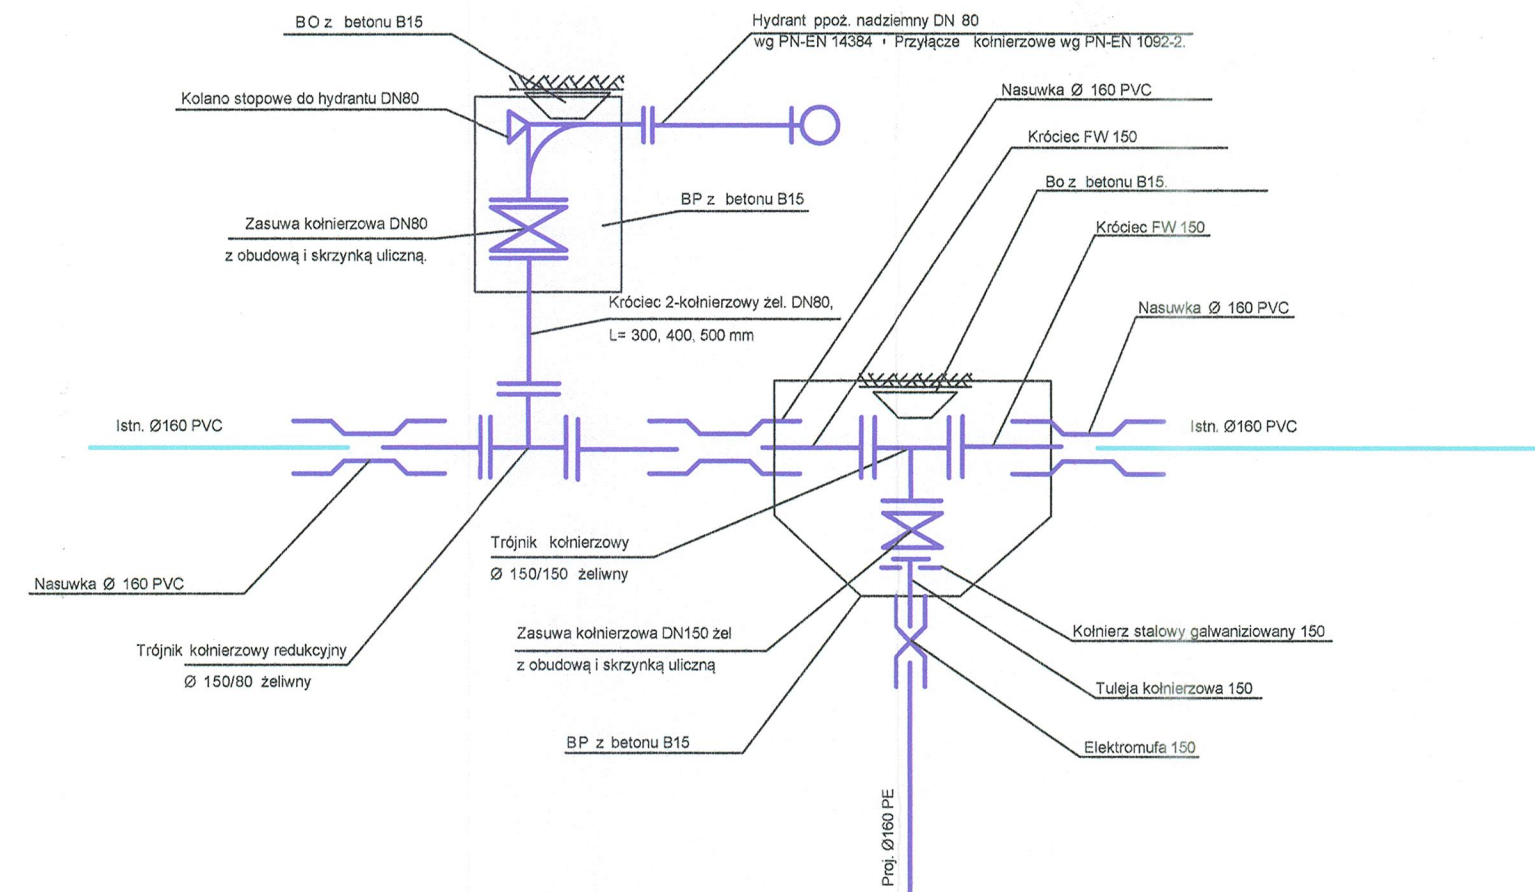 BO z betonu B15
Hydrant ppoż. nadziemny DN 80
wg PN-EN 14384 ' Przyłącze kołnierzowe wg PN-EN 1092-2.
Kolano stopowe do hydrantu DN80
Nasuwka Ø 160 PVC
Króciec FW 150
Bo z betonu B15.
BP z betonu B15
Zasuwa kołnierzowa DN80
z obudową i skrzynką uliczną.
Króciec FW 150
Króciec 2-kołnierzowy żel. DN80,
L= 300, 400, 500 mm
Nasuwka Ø 160 PVC
Istn. Ø160 PVC
Istn. Ø160 PVC
Trójnik kołnierzowy
Ø 150/150 żeliwny
Nasuwka Ø 160 PVC
Zasuwa kołnierzowa DN150 żel
z obudową i skrzynką uliczną
Kołnierz stalowy galwaniziowany 150
Trójnik kołnierzowy redukcyjny
Ø 150/80 żeliwny
Tuleja kołnierzowa 150
BP z betonu B15
Elektromufa 150
Proj. Ø160 PE